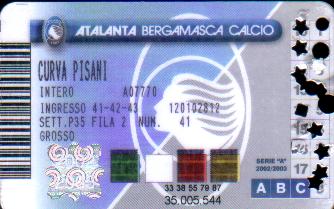 ATALANTA BERGAMASCA CALCIO
CURVA PISANI
INTERO A07770
INGRESSO 41-42-43 120102812
SETT.P35 FILA 2 NUM. 41
GROSSO
SERIE "A"
2002/2003
17
A B C
33 38 55 79 87
35.005.544